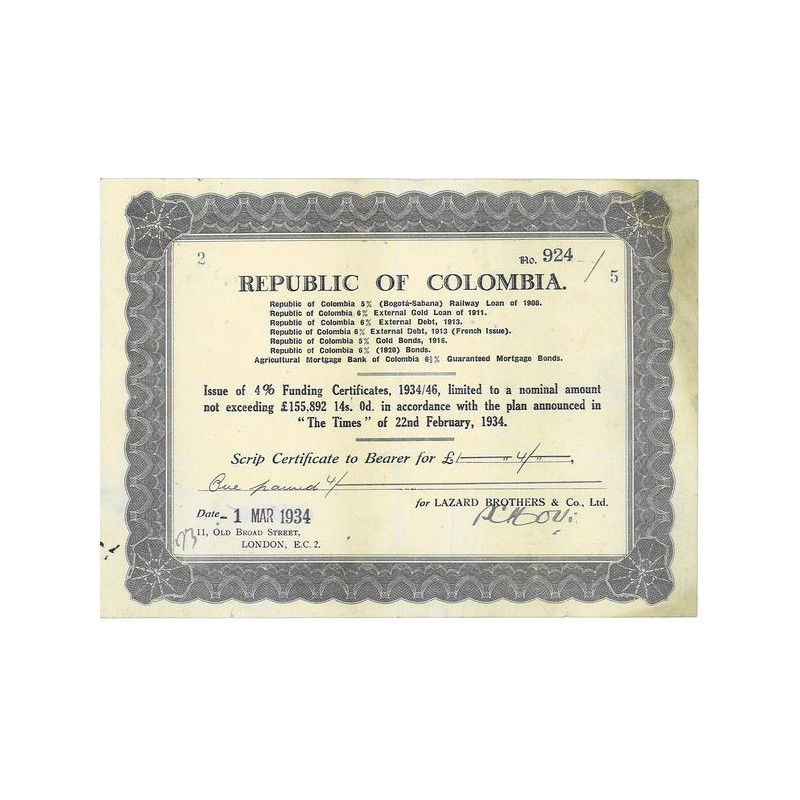 2
No. 924 / 5
REPUBLIC OF COLOMBIA.
Republic of Colombia 5% (Bogotá-Sabana) Railway Loan of 1906.
Republic of Colombia 6% External Gold Loan of 1911.
Republic of Colombia 6% External Debt, 1913.
Republic of Colombia 6% External Debt, 1913 (French Issue).
Republic of Colombia 5% Gold Bonds, 1916.
Republic of Colombia 6% (1920) Bonds.
Agricultural Mortgage Bank of Colombia 6½% Guaranteed Mortgage Bonds.
Issue of 4% Funding Certificates, 1934/46, limited to a nominal amount
not exceeding £155,892 14s. 0d. in accordance with the plan announced in
"The Times" of 22nd February, 1934.
Scrip Certificate to Bearer for £1 " 4/ " ,
One pound 4/
for LAZARD BROTHERS & Co., Ltd.
Date - 1 MAR 1934
11, OLD BROAD STREET,
LONDON, E.C. 2.